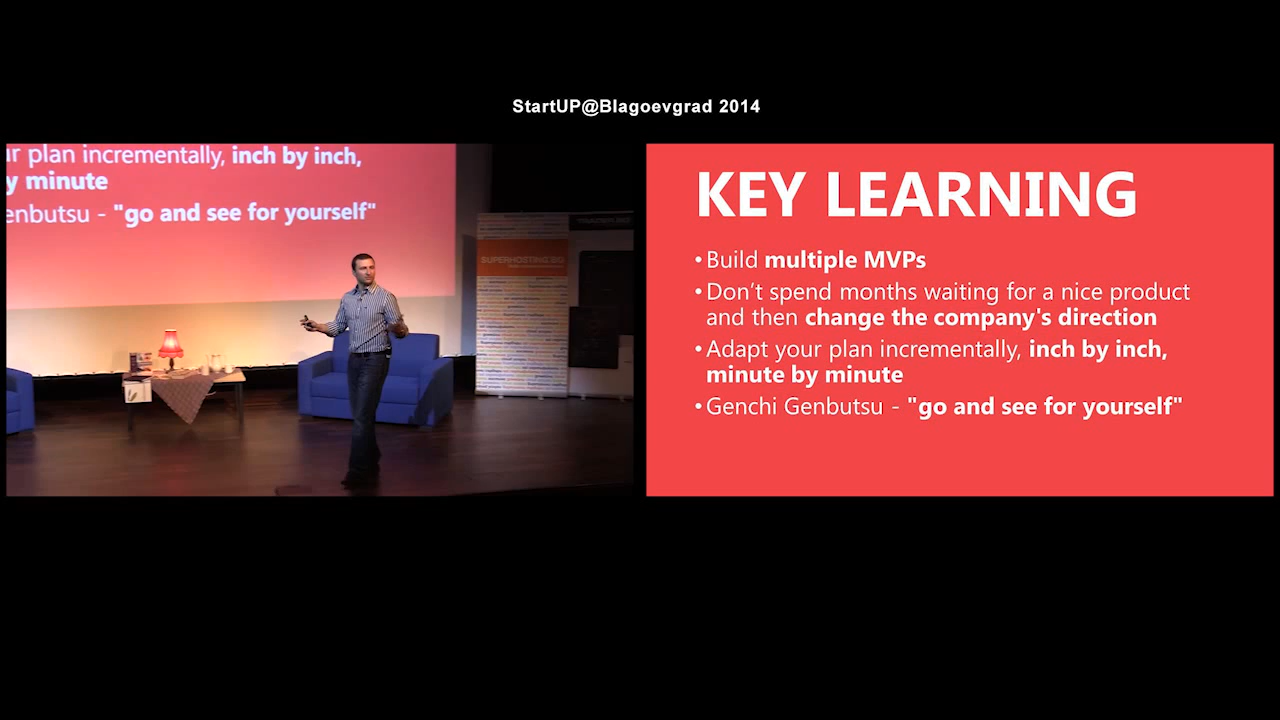 StartUP@Blagoevgrad 2014
ur plan incrementally, inch by inch,
y minute
Genbutsu - "go and see for yourself"
SUPERHOSTING.BG
KEY LEARNING
• Build multiple MVPs
• Don't spend months waiting for a nice product
and then change the company's direction
• Adapt your plan incrementally, inch by inch,
minute by minute
• Genchi Genbutsu - "go and see for yourself"